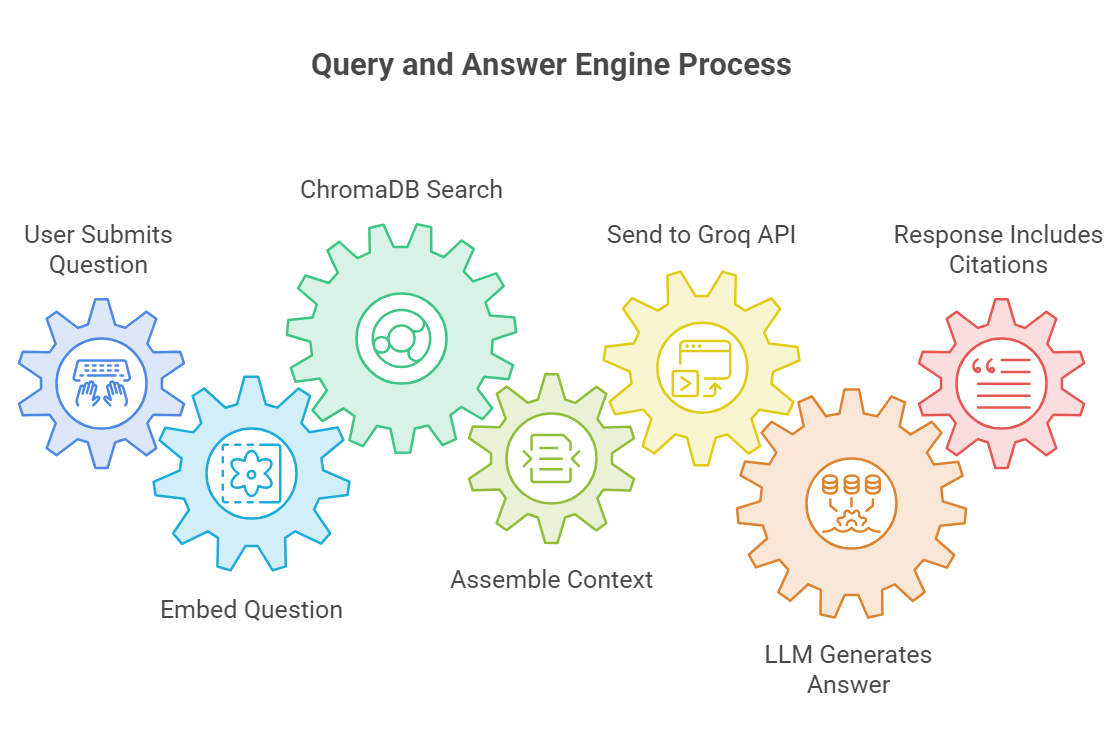 Query and Answer Engine Process
User Submits
Question
Embed Question
ChromaDB Search
Assemble Context
Send to Groq API
LLM Generates
Answer
Response Includes
Citations